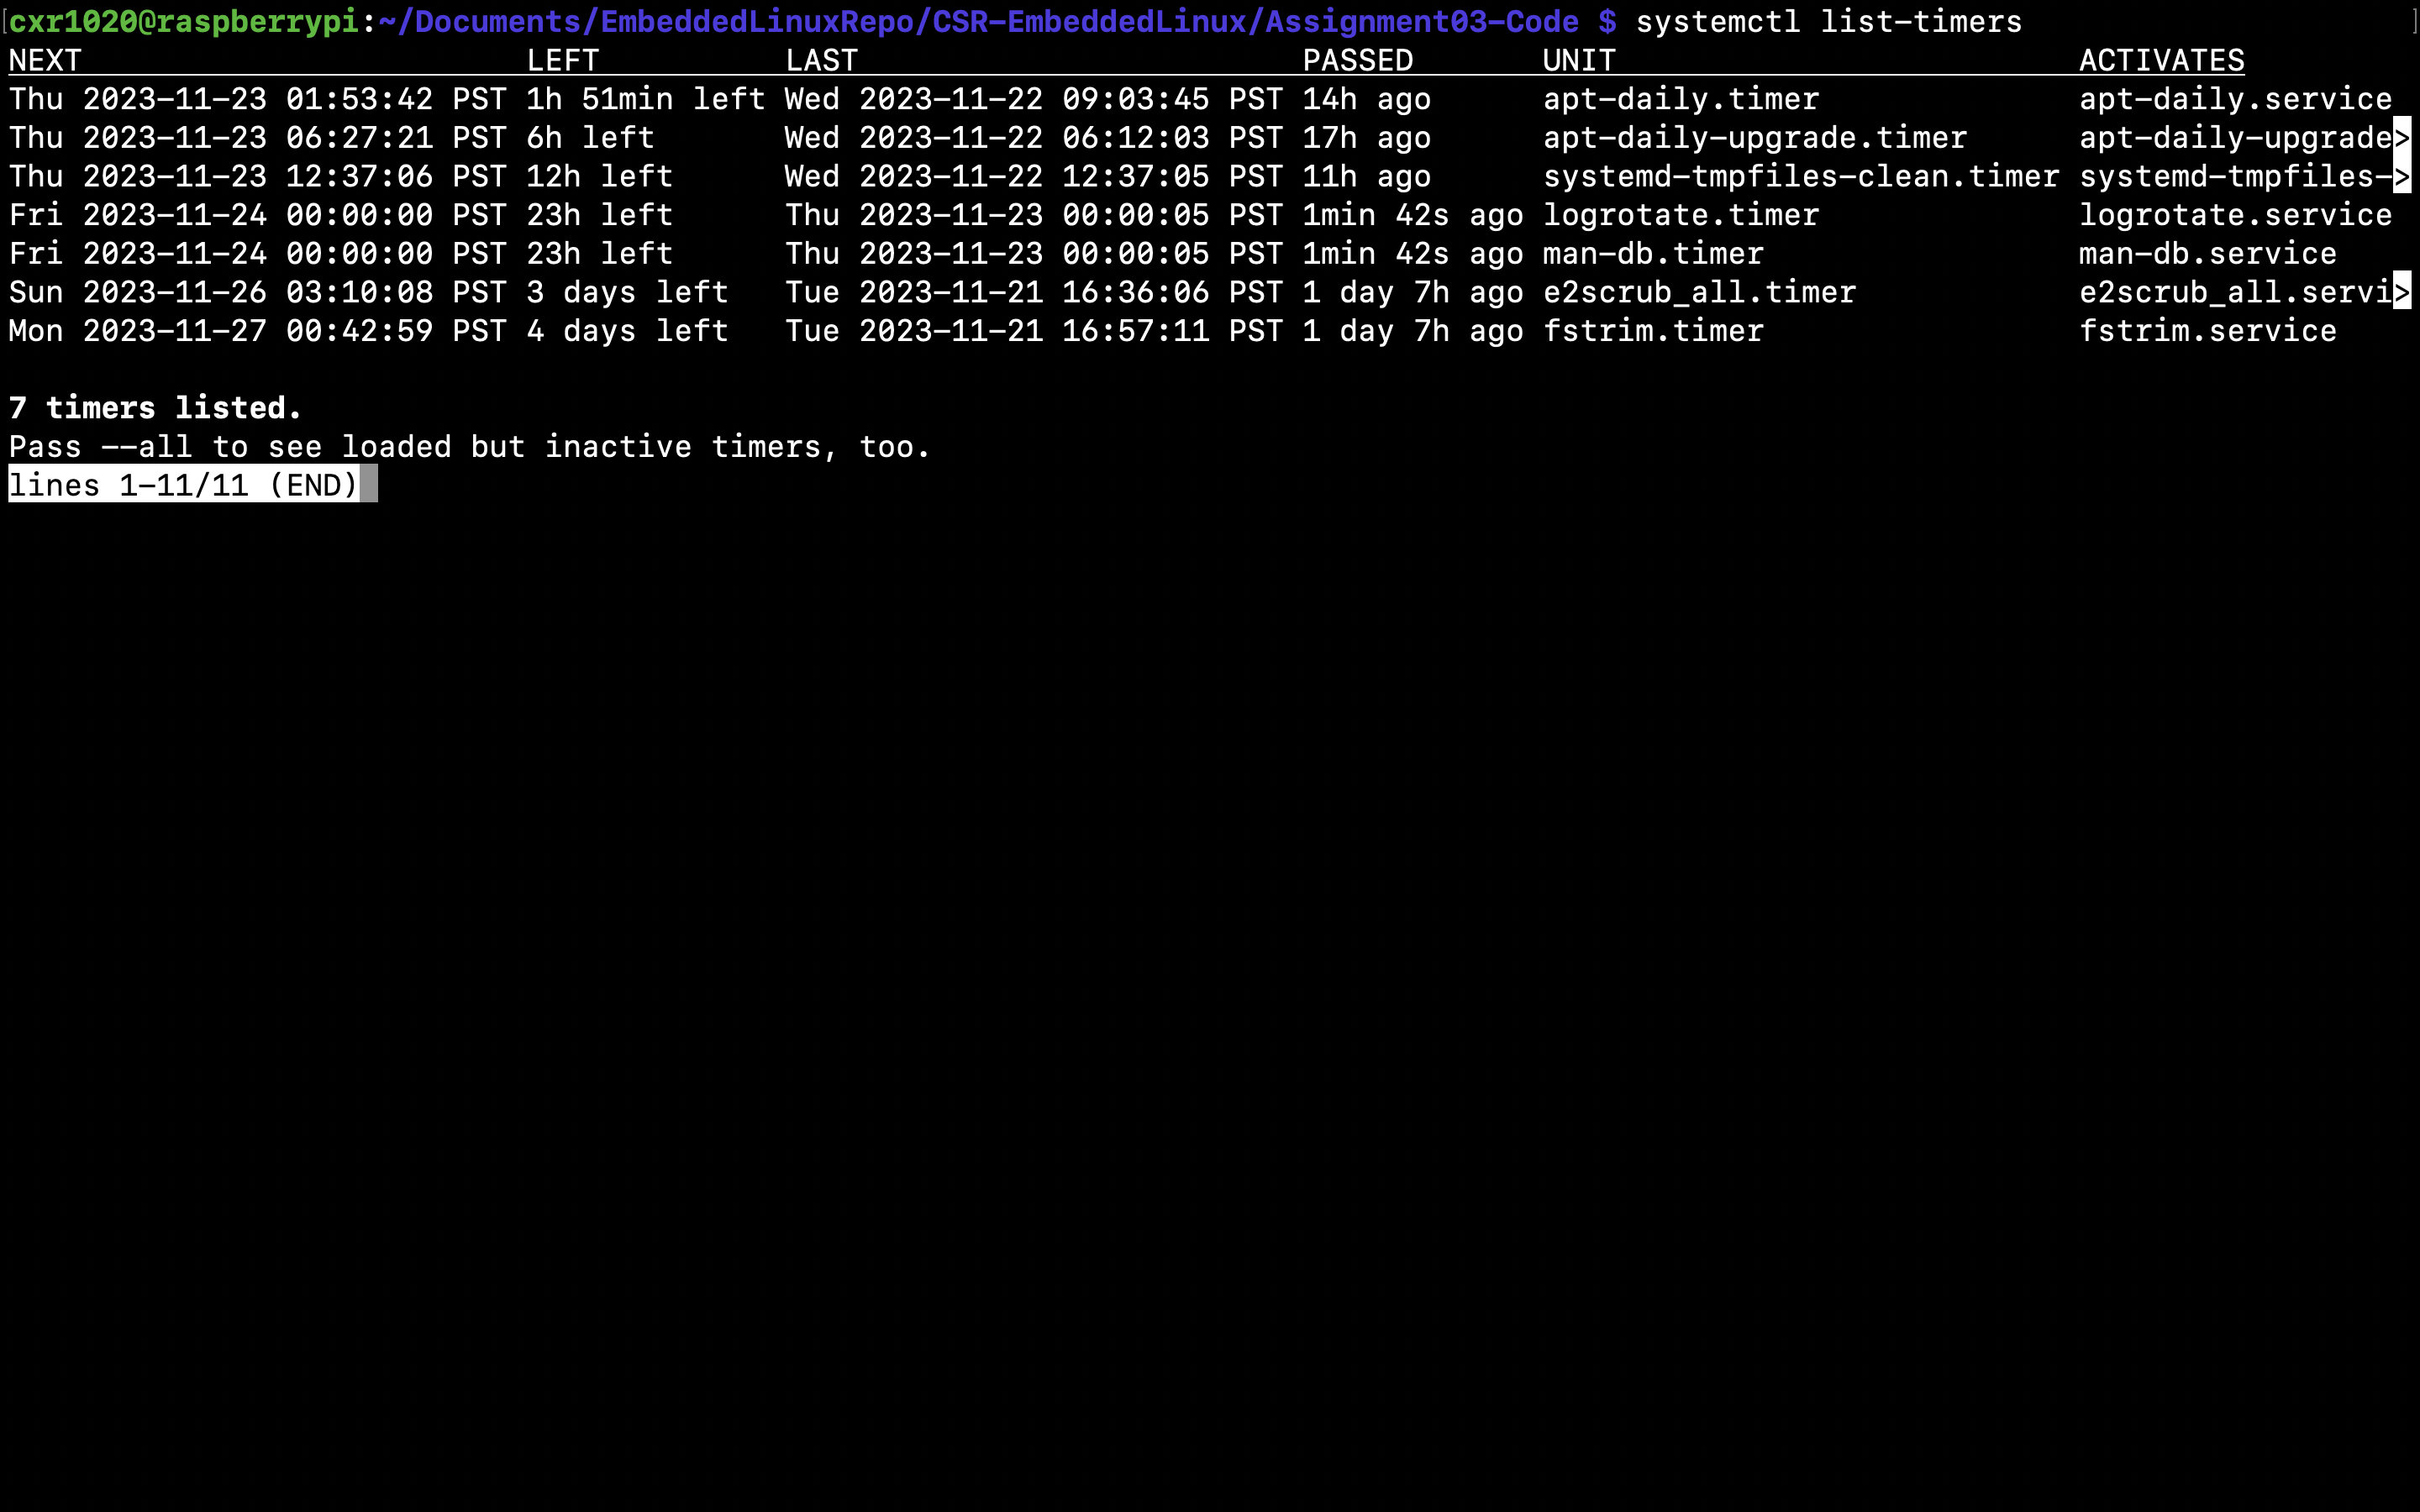 [cxr1020@raspberrypi:~/Documents/EmbeddedLinuxRepo/CSR-EmbeddedLinux/Assignment03-Code $ systemctl list-timers ]
NEXT LEFT LAST PASSED UNIT ACTIVATES
Thu 2023-11-23 01:53:42 PST 1h 51min left Wed 2023-11-22 09:03:45 PST 14h ago apt-daily.timer apt-daily.service
Thu 2023-11-23 06:27:21 PST 6h left Wed 2023-11-22 06:12:03 PST 17h ago apt-daily-upgrade.timer apt-daily-upgrade>
Thu 2023-11-23 12:37:06 PST 12h left Wed 2023-11-22 12:37:05 PST 11h ago systemd-tmpfiles-clean.timer systemd-tmpfiles->
Fri 2023-11-24 00:00:00 PST 23h left Thu 2023-11-23 00:00:05 PST 1min 42s ago logrotate.timer logrotate.service
Fri 2023-11-24 00:00:00 PST 23h left Thu 2023-11-23 00:00:05 PST 1min 42s ago man-db.timer man-db.service
Sun 2023-11-26 03:10:08 PST 3 days left Tue 2023-11-21 16:36:06 PST 1 day 7h ago e2scrub_all.timer e2scrub_all.servi>
Mon 2023-11-27 00:42:59 PST 4 days left Tue 2023-11-21 16:57:11 PST 1 day 7h ago fstrim.timer fstrim.service
7 timers listed.
Pass --all to see loaded but inactive timers, too.
lines 1-11/11 (END)